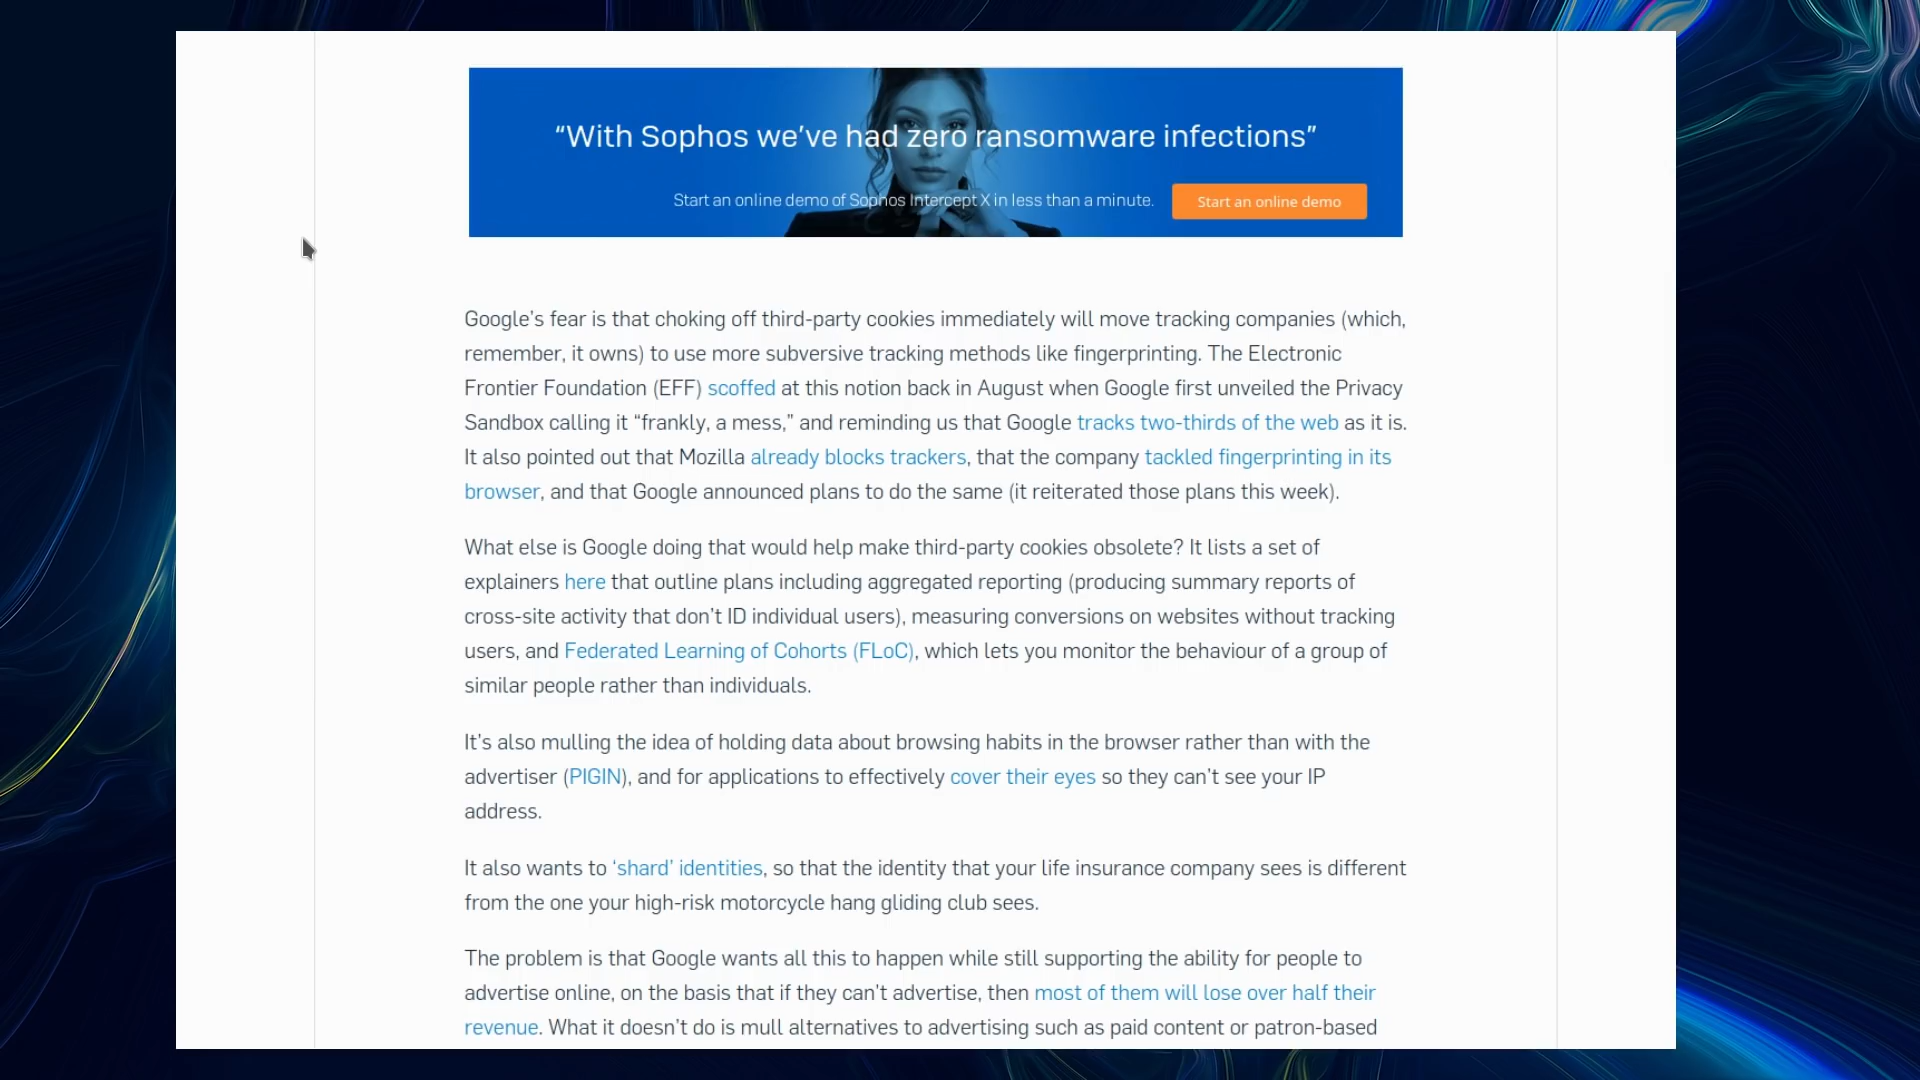 “With Sophos we’ve had zero ransomware infections”
Start an online demo of Sophos Intercept X in less than a minute.
Start an online demo
Google’s fear is that choking off third-party cookies immediately will move tracking companies (which,
remember, it owns) to use more subversive tracking methods like fingerprinting. The Electronic
Frontier Foundation (EFF) scoffed at this notion back in August when Google first unveiled the Privacy
Sandbox calling it “frankly, a mess,” and reminding us that Google tracks two-thirds of the web as it is.
It also pointed out that Mozilla already blocks trackers, that the company tackled fingerprinting in its
browser, and that Google announced plans to do the same (it reiterated those plans this week).
What else is Google doing that would help make third-party cookies obsolete? It lists a set of
explainers here that outline plans including aggregated reporting (producing summary reports of
cross-site activity that don’t ID individual users), measuring conversions on websites without tracking
users, and Federated Learning of Cohorts (FLoC), which lets you monitor the behaviour of a group of
similar people rather than individuals.
It’s also mulling the idea of holding data about browsing habits in the browser rather than with the
advertiser (PIGIN), and for applications to effectively cover their eyes so they can’t see your IP
address.
It also wants to ‘shard’ identities, so that the identity that your life insurance company sees is different
from the one your high-risk motorcycle hang gliding club sees.
The problem is that Google wants all this to happen while still supporting the ability for people to
advertise online, on the basis that if they can’t advertise, then most of them will lose over half their
revenue. What it doesn’t do is mull alternatives to advertising such as paid content or patron-based